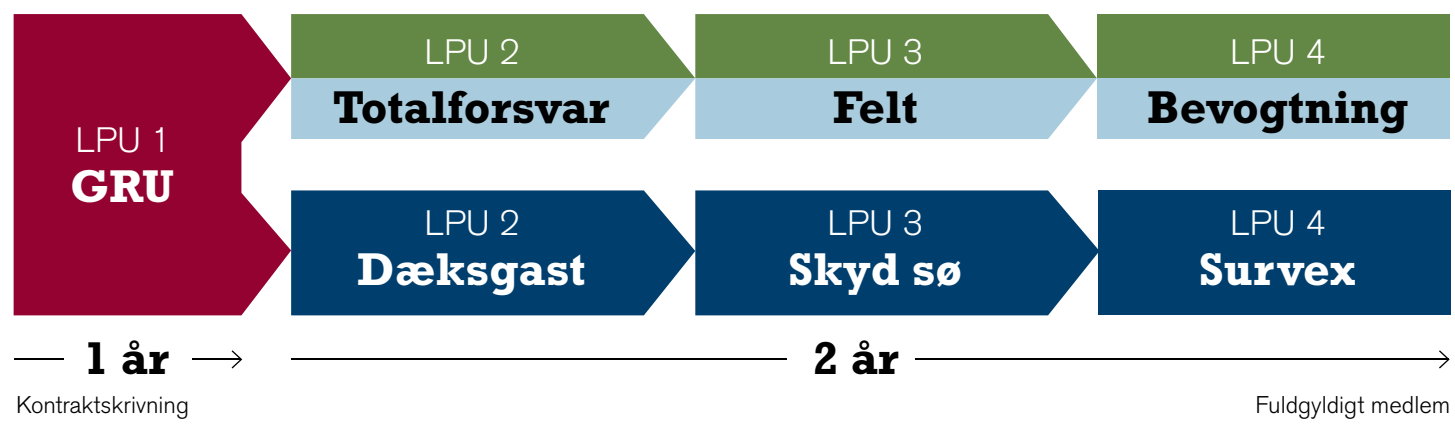 LPU 1
GRU
LPU 2
Totalforsvar
LPU 3
Felt
LPU 4
Bevogtning
LPU 2
Dæksgast
LPU 3
Skyd sø
LPU 4
Survex
1 år
2 år
Kontraktskrivning
Fuldgyldigt medlem